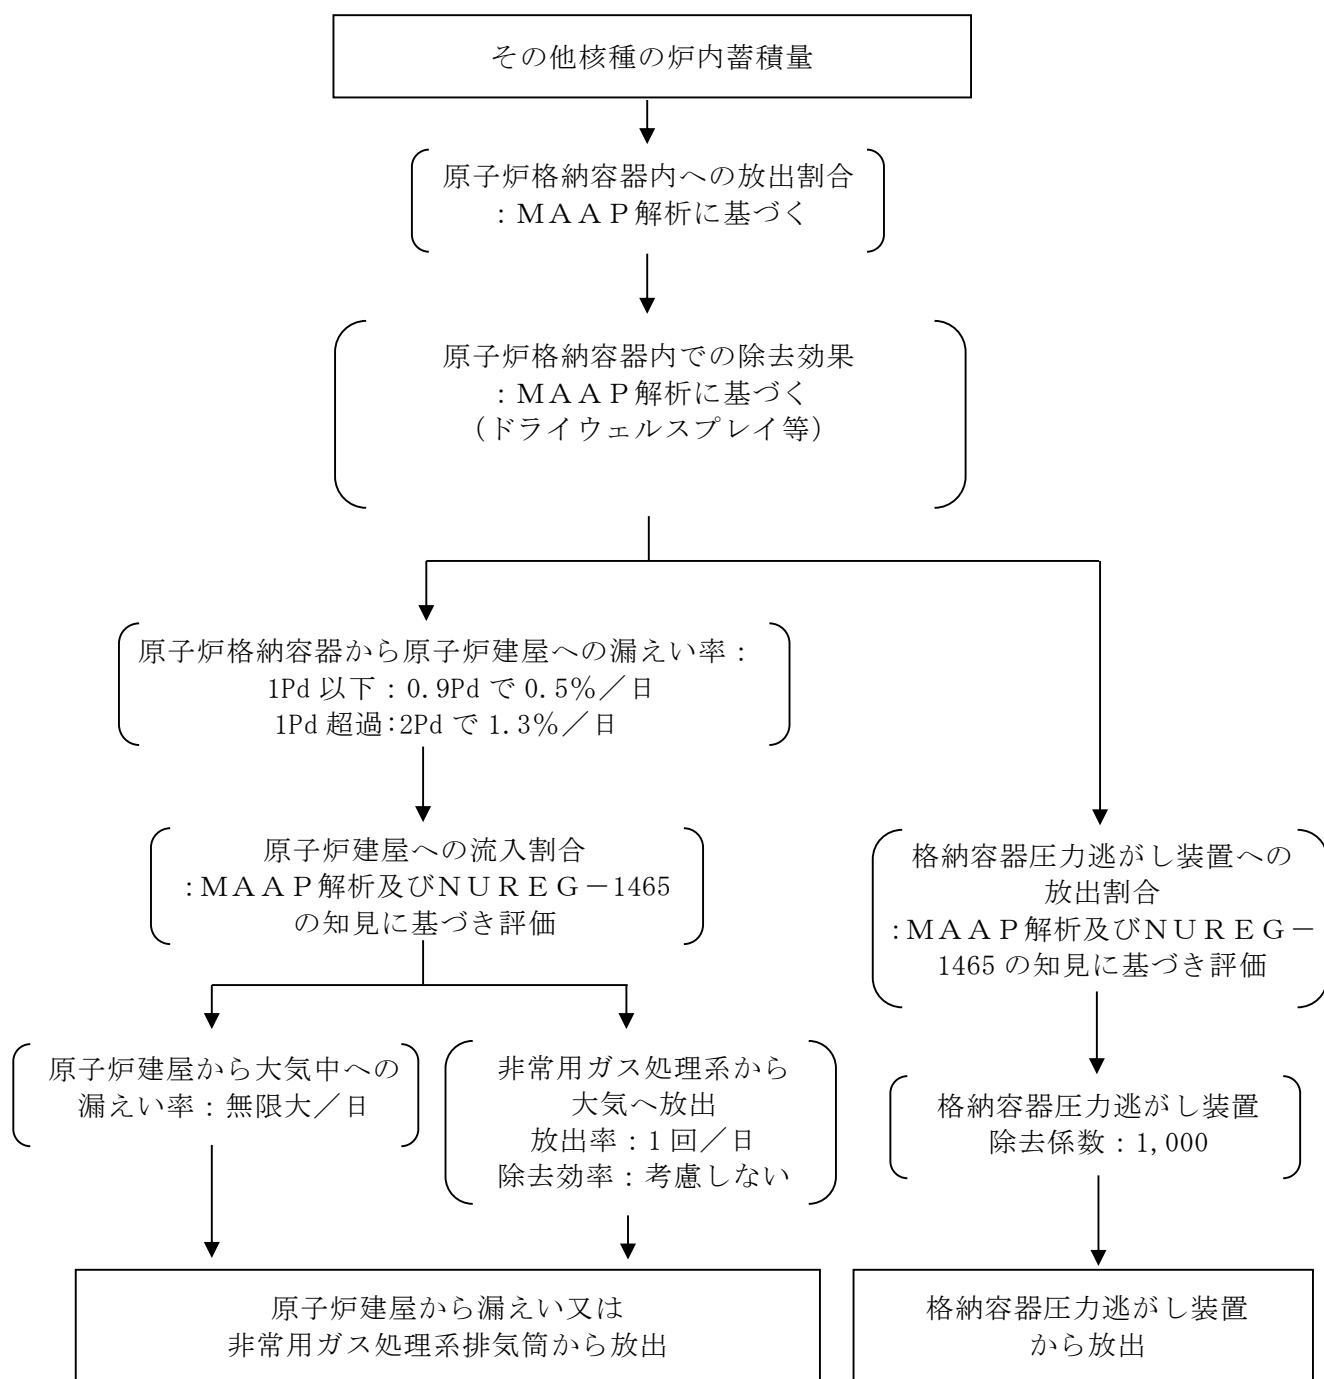 その他核種の炉内蓄積量
原子炉格納容器内への放出割合
：ＭＡＡＰ解析に基づく
原子炉格納容器内での除去効果
：ＭＡＡＰ解析に基づく
（ドライウェルスプレイ等）
原子炉格納容器から原子炉建屋への漏えい率：
1Pd 以下：0.9Pd で 0.5％／日
1Pd 超過：2Pd で 1.3％／日
原子炉建屋への流入割合
：ＭＡＡＰ解析及びＮＵＲＥＧ－1465
の知見に基づき評価
格納容器圧力逃がし装置への
放出割合
：ＭＡＡＰ解析及びＮＵＲＥＧ－
1465 の知見に基づき評価
原子炉建屋から大気中への
漏えい率：無限大／日
非常用ガス処理系から
大気へ放出
放出率：1 回／日
除去効率：考慮しない
格納容器圧力逃がし装置
除去係数：1,000
原子炉建屋から漏えい又は
非常用ガス処理系排気筒から放出
格納容器圧力逃がし装置
から放出